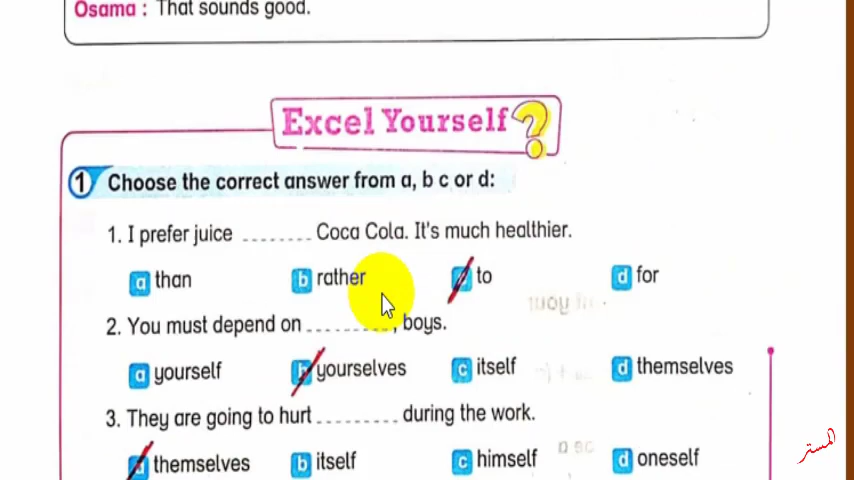 Osama : That sounds good.
Excel Yourself ?
1 Choose the correct answer from a, b c or d:
1. I prefer juice ........ Coca Cola. It's much healthier.
a than b rather to d for
2. You must depend on ........., boys.
a yourself b yourselves c itself d themselves
3. They are going to hurt ......... during the work.
a themselves b itself c himself d oneself
المستر